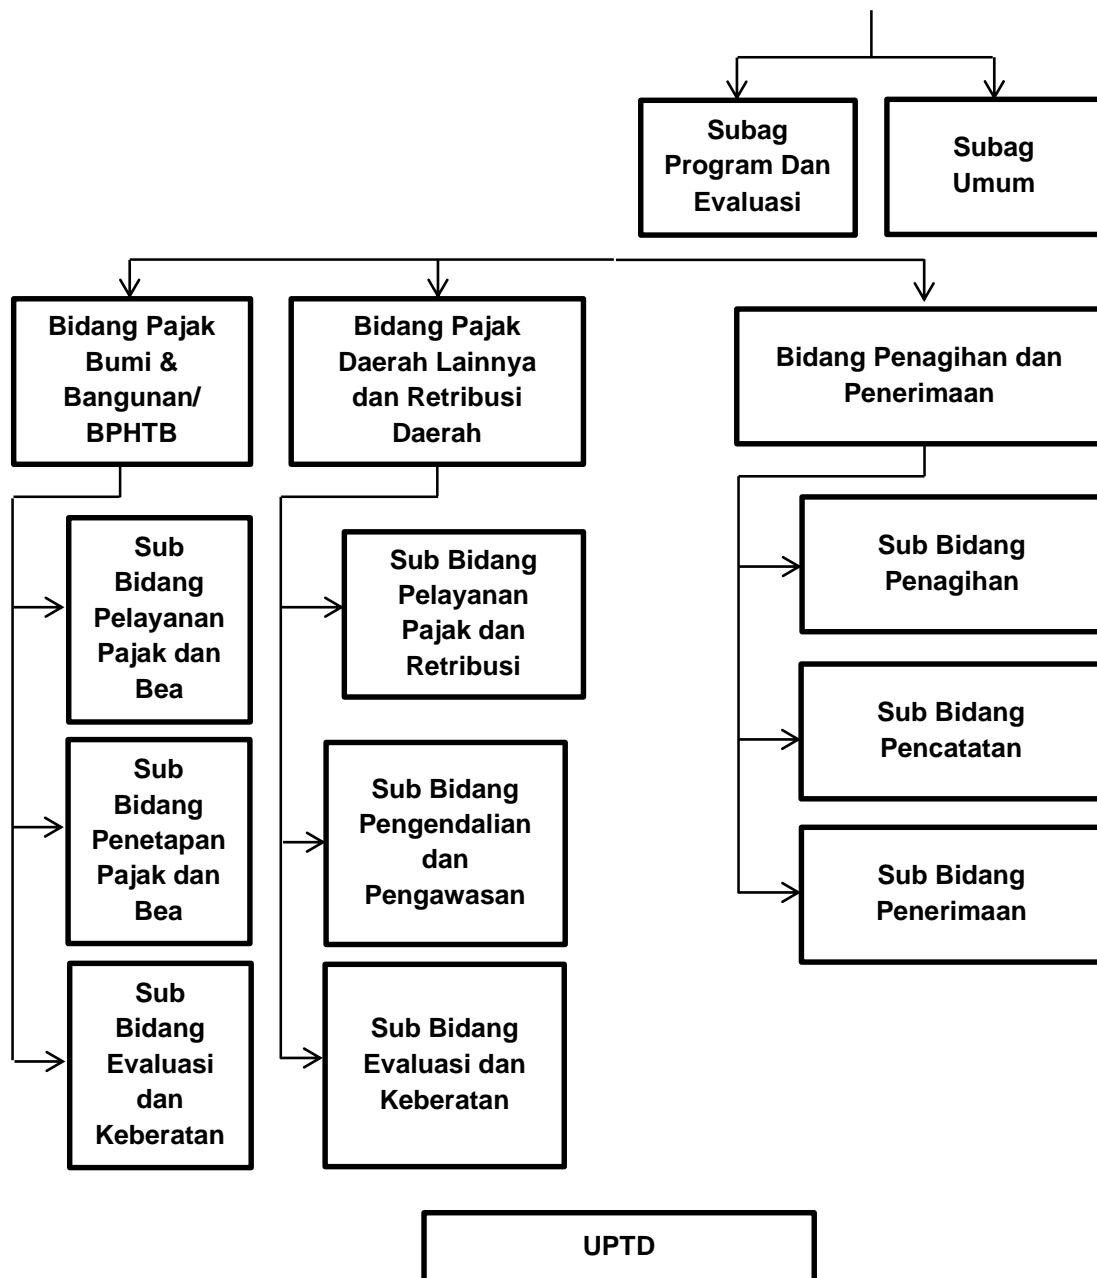 Subag
Program Dan
Evaluasi
Subag
Umum
Bidang Pajak
Bumi &
Bangunan/
BPHTB
Bidang Pajak
Daerah Lainnya
dan Retribusi
Daerah
Bidang Penagihan dan
Penerimaan
Sub
Bidang
Pelayanan
Pajak dan
Bea
Sub Bidang
Pelayanan
Pajak dan
Retribusi
Sub Bidang
Penagihan
Sub
Bidang
Penetapan
Pajak dan
Bea
Sub Bidang
Pengendalian
dan
Pengawasan
Sub Bidang
Pencatatan
Sub
Bidang
Evaluasi
dan
Keberatan
Sub Bidang
Evaluasi dan
Keberatan
Sub Bidang
Penerimaan
UPTD